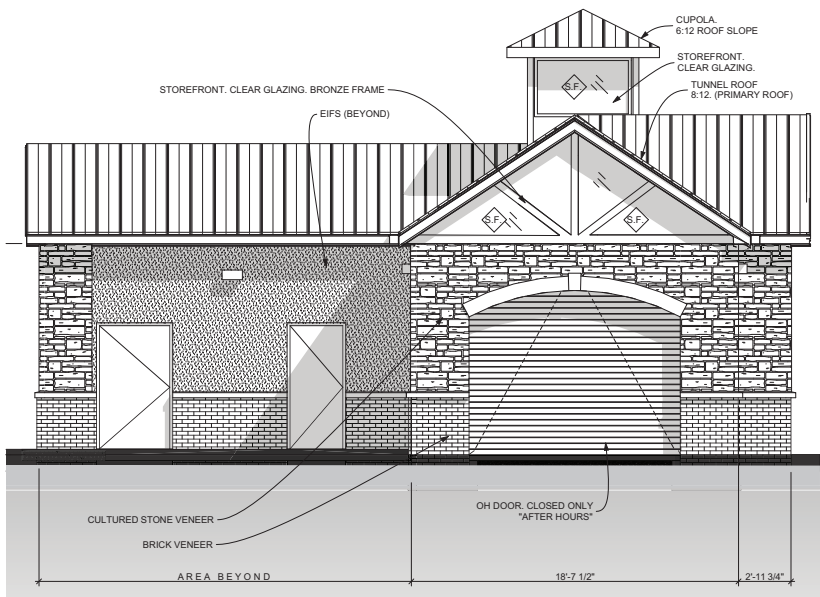 CUPOLA.
6:12 ROOF SLOPE
STOREFRONT.
CLEAR GLAZING.
S.F.
STOREFRONT. CLEAR GLAZING. BRONZE FRAME
TUNNEL ROOF
8:12. (PRIMARY ROOF)
EIFS (BEYOND)
S.F.
S.F.
CULTURED STONE VENEER
OH DOOR. CLOSED ONLY
"AFTER HOURS"
BRICK VENEER
AREA BEYOND
18'-7 1/2"
2'-11 3/4"